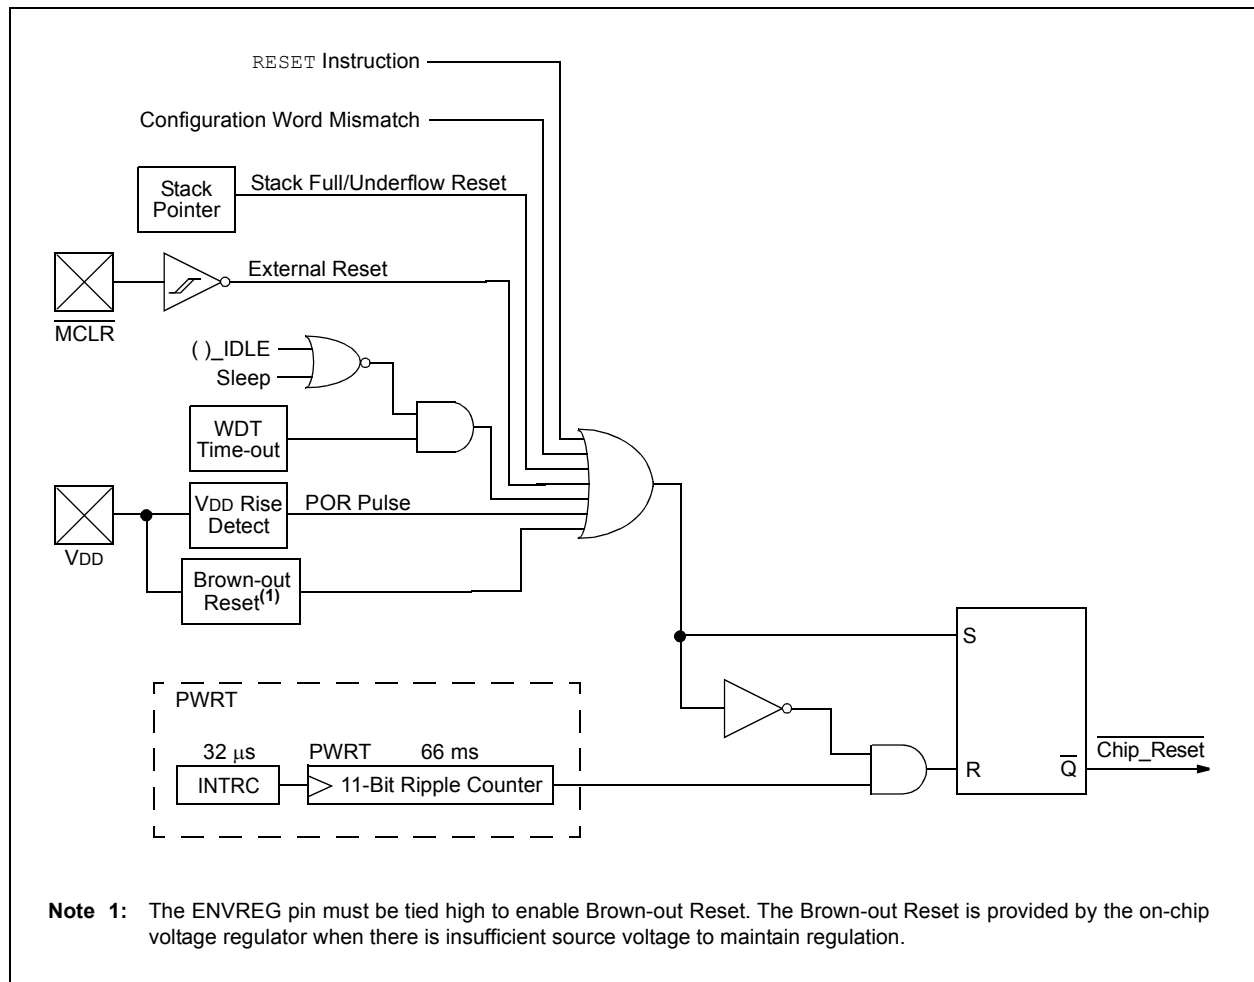 RESET Instruction
Configuration Word Mismatch
Stack
Pointer
Stack Full/Underflow Reset
External Reset
MCLR
( )_IDLE
Sleep
WDT
Time-out
VDD Rise
Detect
POR Pulse
VDD
Brown-out
Reset(1)
S
PWRT
32 μs
PWRT
66 ms
INTRC
11-Bit Ripple Counter
R
Q
Chip_Reset
Note 1: The ENVREG pin must be tied high to enable Brown-out Reset. The Brown-out Reset is provided by the on-chip
voltage regulator when there is insufficient source voltage to maintain regulation.